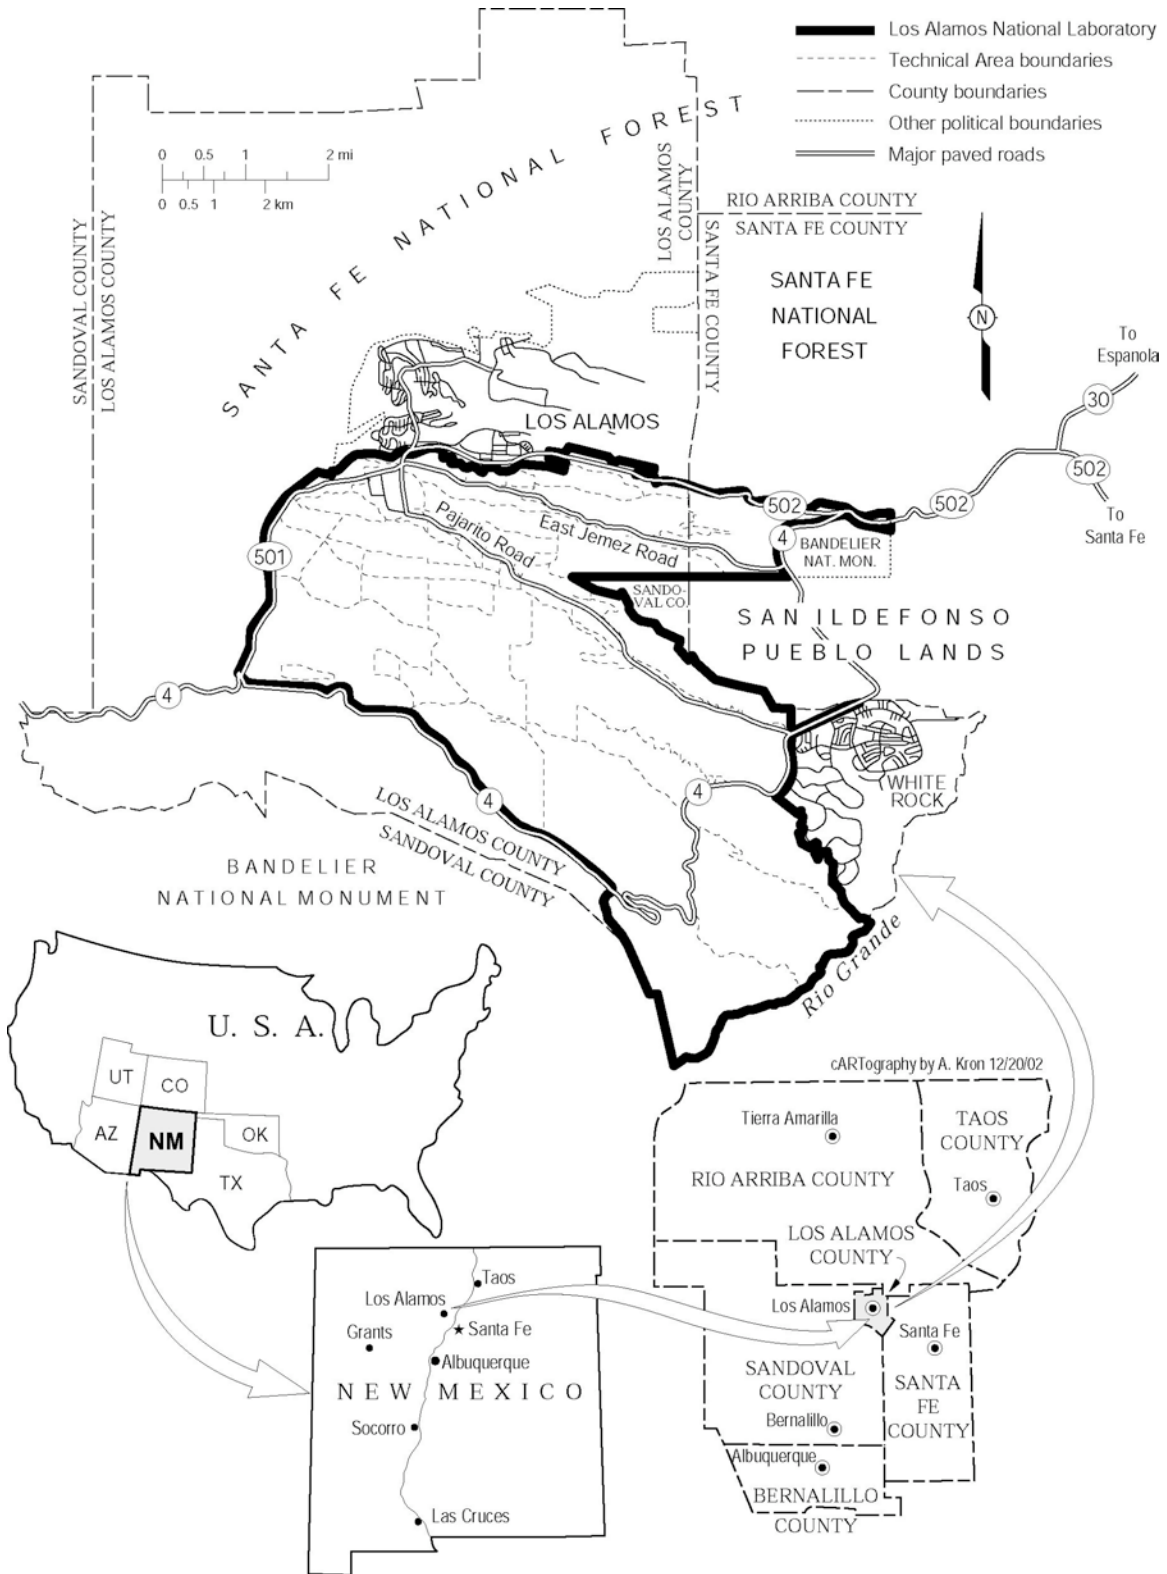 Los Alamos National Laboratory
Technical Area boundaries
County boundaries
Other political boundaries
Major paved roads
0 0.5 1 2 mi
0 0.5 1 2 km
SANTA FE NATIONAL FOREST
SANDOVAL COUNTY
LOS ALAMOS COUNTY
LOS ALAMOS
COUNTY
RIO ARRIBA COUNTY
SANTA FE COUNTY
SANTA FE COUNTY
SANTA FE
NATIONAL
FOREST
N
To
Espanola
30
502
To
Santa Fe
502
502
LOS ALAMOS
4
BANDELIER
NAT. MON.
East Jemez Road
Pajarito Road
501
SANDO-
VAL CO.
SAN ILDEFONSO
PUEBLO LANDS
4
WHITE
ROCK
4
4
LOS ALAMOS COUNTY
SANDOVAL COUNTY
BANDELIER
NATIONAL MONUMENT
Rio Grande
cARTography by A. Kron 12/20/02
U. S. A.
UT
CO
AZ
NM
OK
TX
Taos
Los Alamos
Santa Fe
Grants
Albuquerque
NEW MEXICO
Socorro
Las Cruces
Tierra Amarilla
TAOS
COUNTY
RIO ARRIBA COUNTY
Taos
LOS ALAMOS
COUNTY
Los Alamos
Santa Fe
SANDOVAL
COUNTY
SANTA
FE
COUNTY
Bernalillo
Albuquerque
BERNALILLO
COUNTY